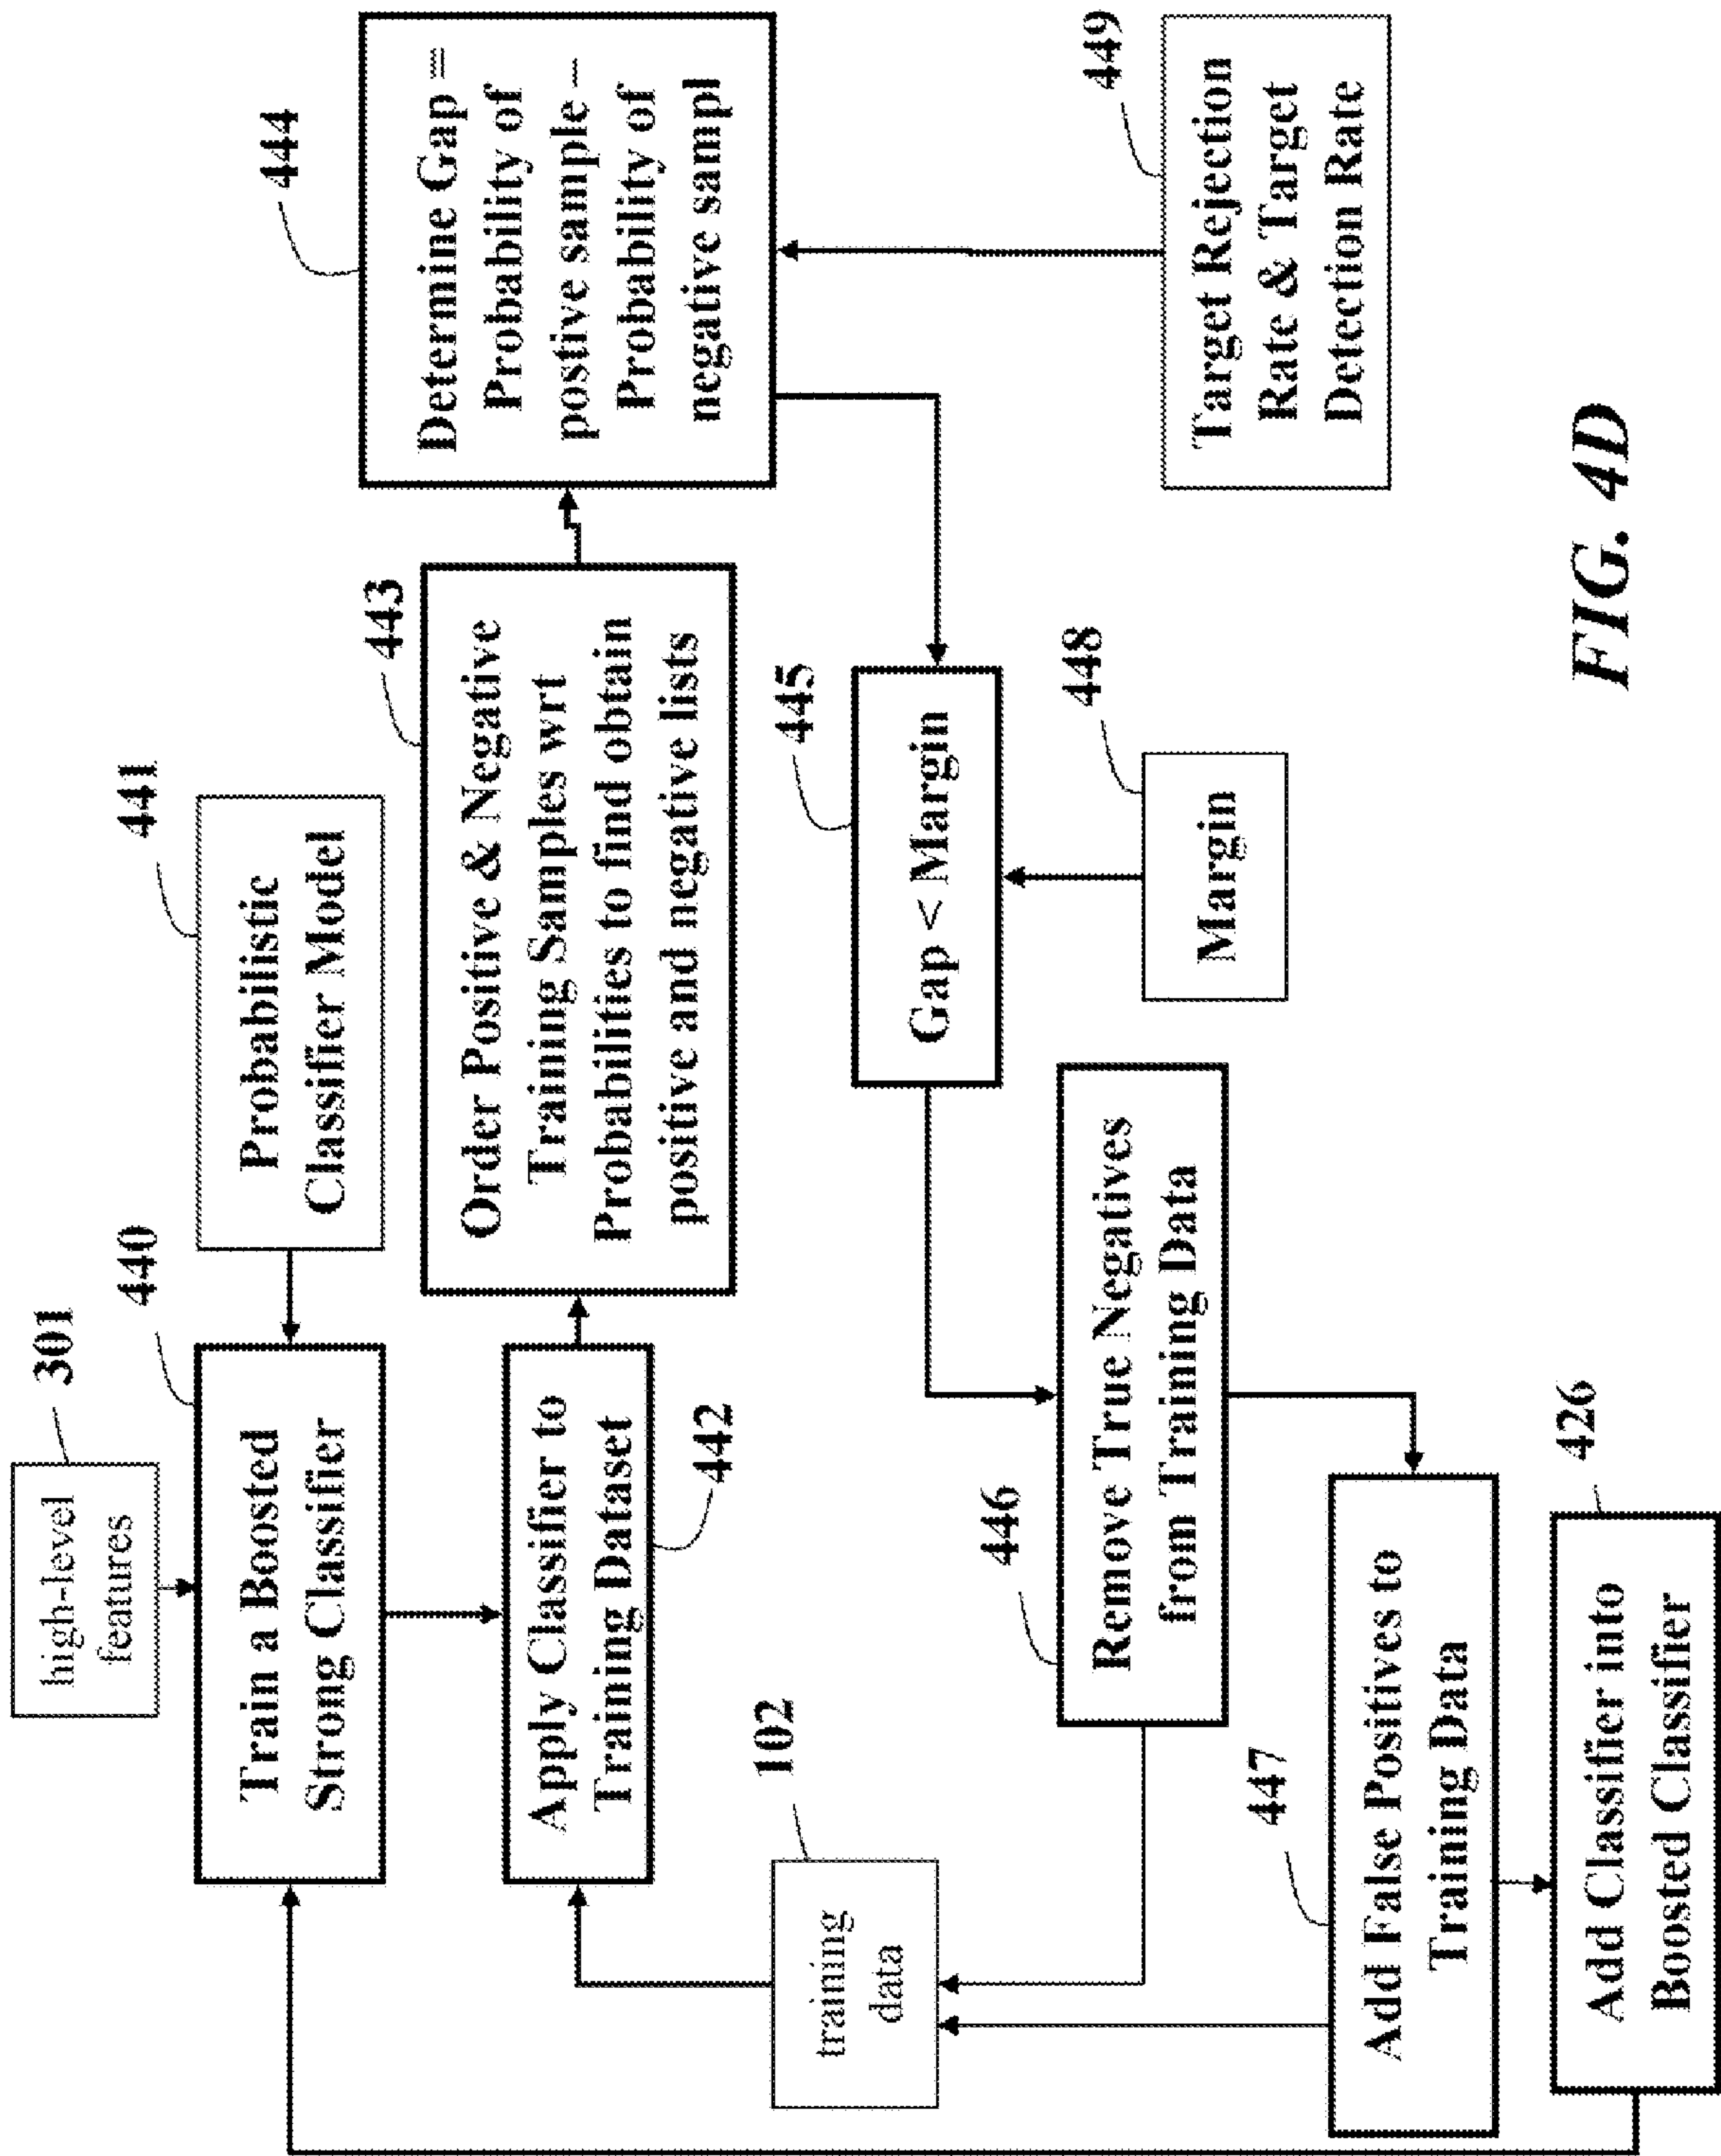 high-level
features
301
Train a Boosted
Strong Classifier
440
Probabilistic
Classifier Model
441
Apply Classifier to
Training Dataset
442
Order Positive & Negative
Training Samples wrt
Probabilities to find obtain
positive and negative lists
443
Determine Gap =
Probability of
postive sample –
Probability of
negative sampl
444
training
data
102
Gap < Margin
445
Margin
448
Target Rejection
Rate & Target
Detection Rate
449
Remove True Negatives
from Training Data
446
Add False Positives to
Training Data
447
Add Classifier into
Boosted Classifier
426
FIG. 4D